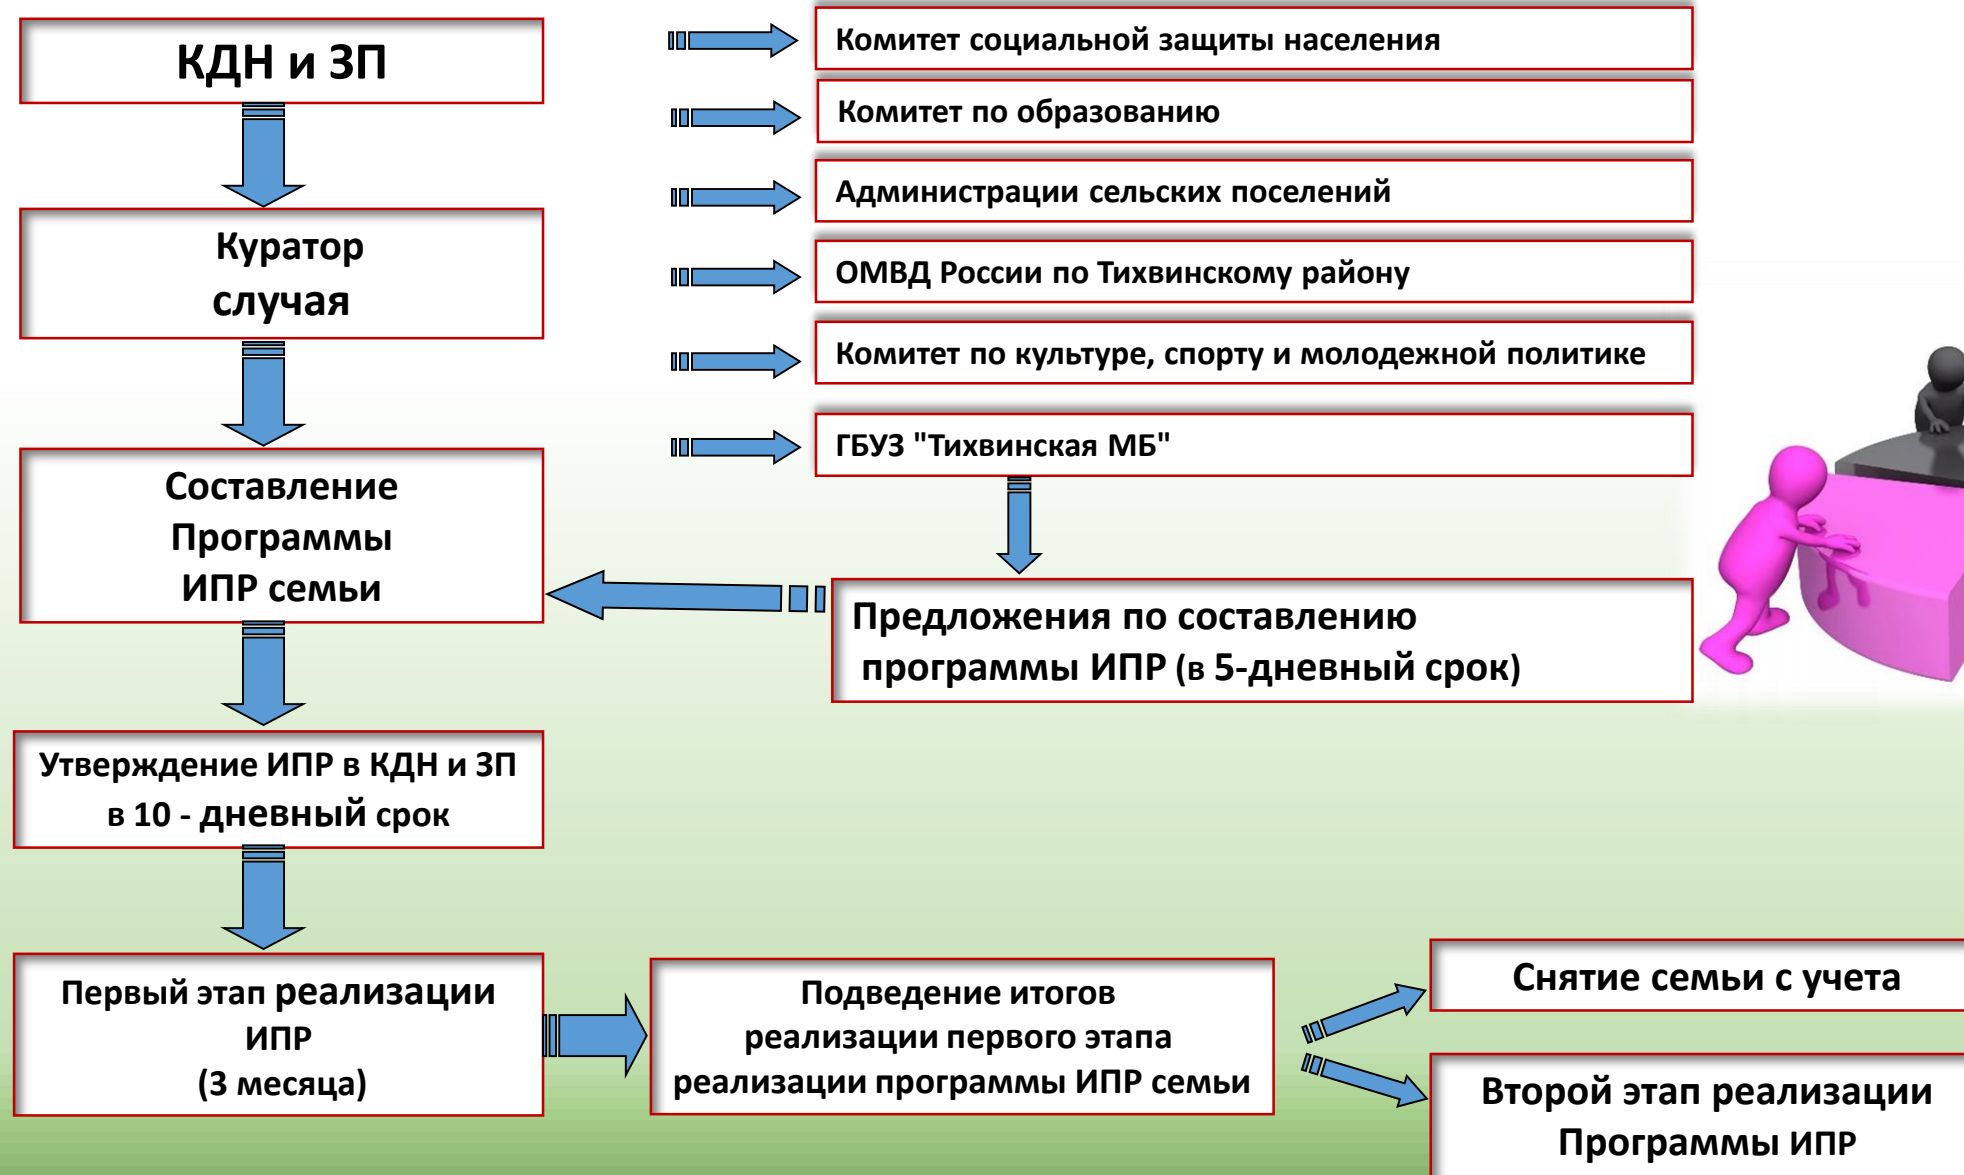 КДН и ЗП
Куратор
случая
Составление
Программы
ИПР семьи
Утверждение ИПР в КДН и ЗП
в 10 - дневный срок
Первый этап реализации
ИПР
(3 месяца)
Комитет социальной защиты населения
Комитет по образованию
Администрации сельских поселений
ОМВД России по Тихвинскому району
Комитет по культуре, спорту и молодежной политике
ГБУЗ "Тихвинская МБ"
Предложения по составлению
программы ИПР (в 5-дневный срок)
Подведение итогов
реализации первого этапа
реализации программы ИПР семьи
Снятие семьи с учета
Второй этап реализации
Программы ИПР